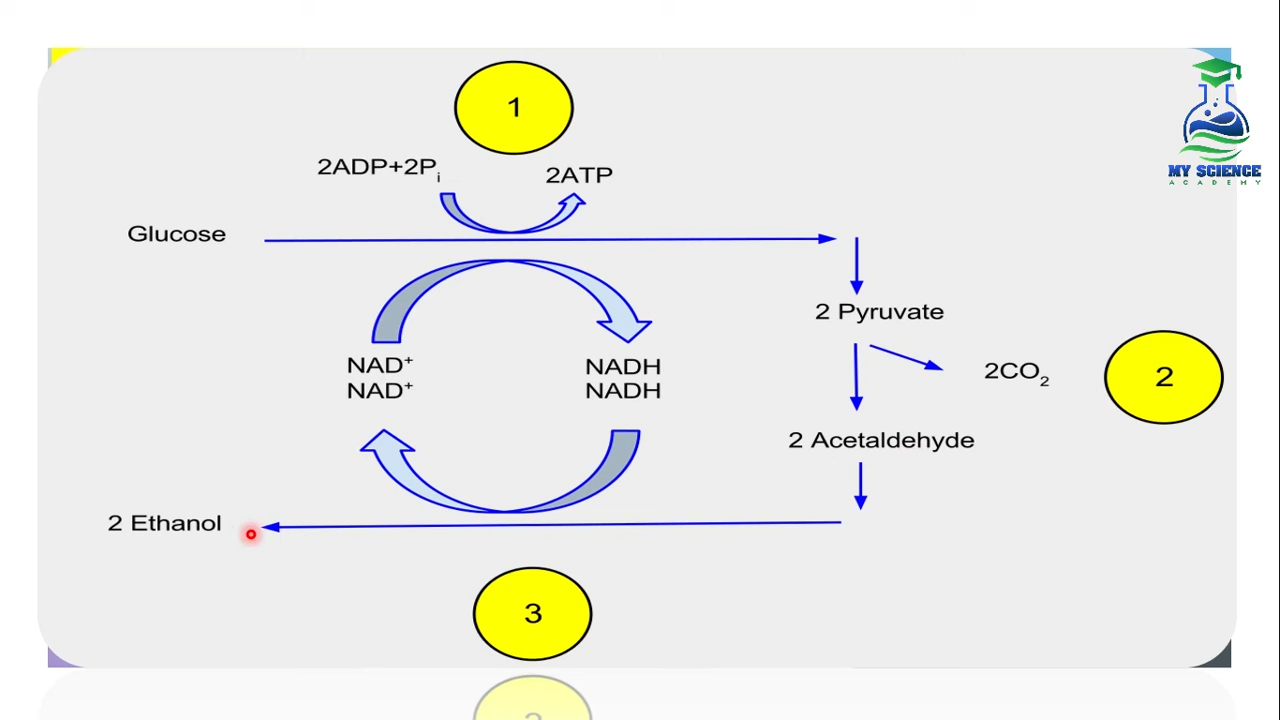 1
2ADP+2Pi
2ATP
Glucose
2 Pyruvate
NAD+
NAD+
NADH
NADH
2CO2
2
2 Acetaldehyde
2 Ethanol
3
MY SCIENCE
ACADEMY